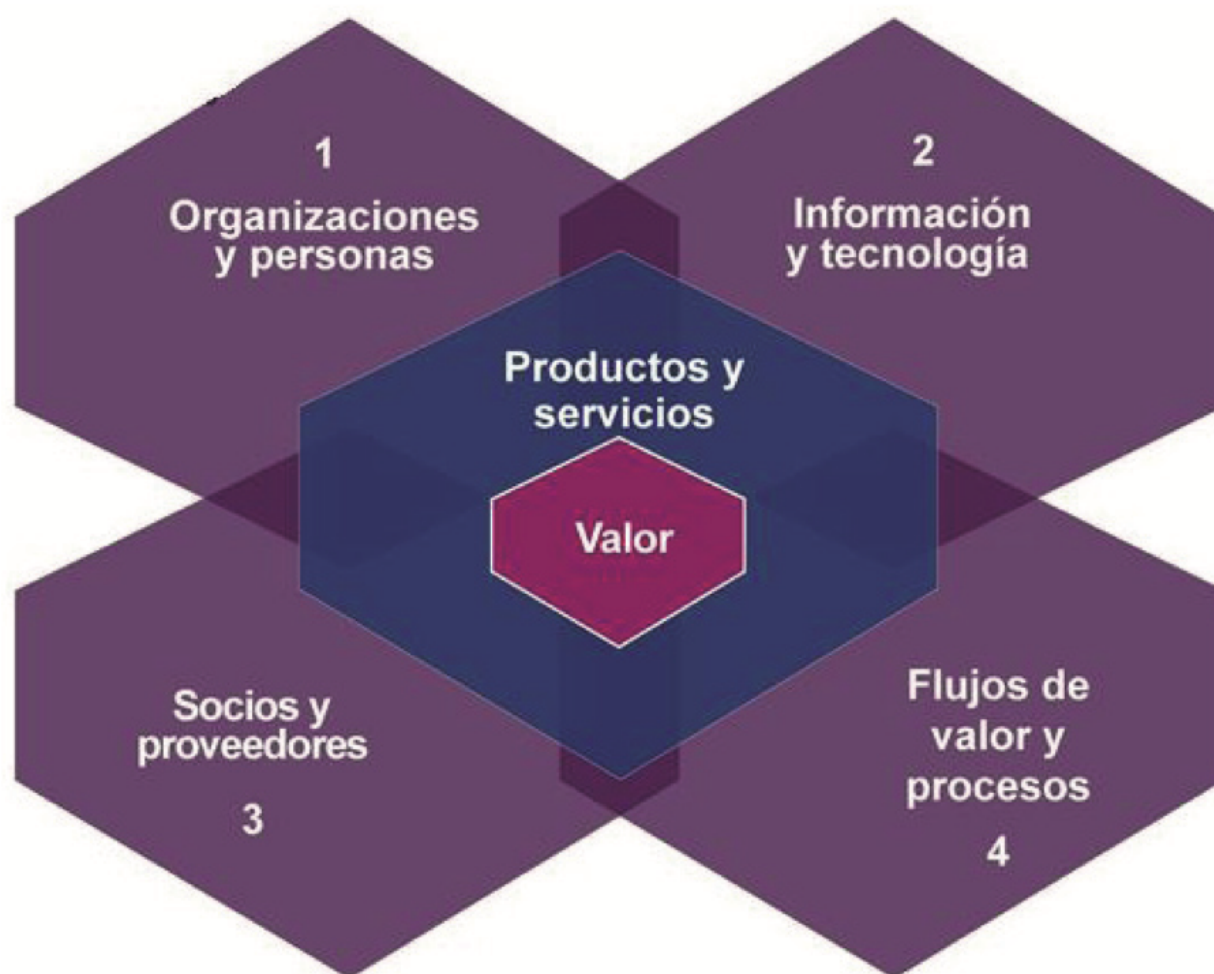 1
Organizaciones
y personas
2
Información
y tecnología
Productos y
servicios
Valor
Socios y
proveedores
3
Flujos de
valor y
procesos
4